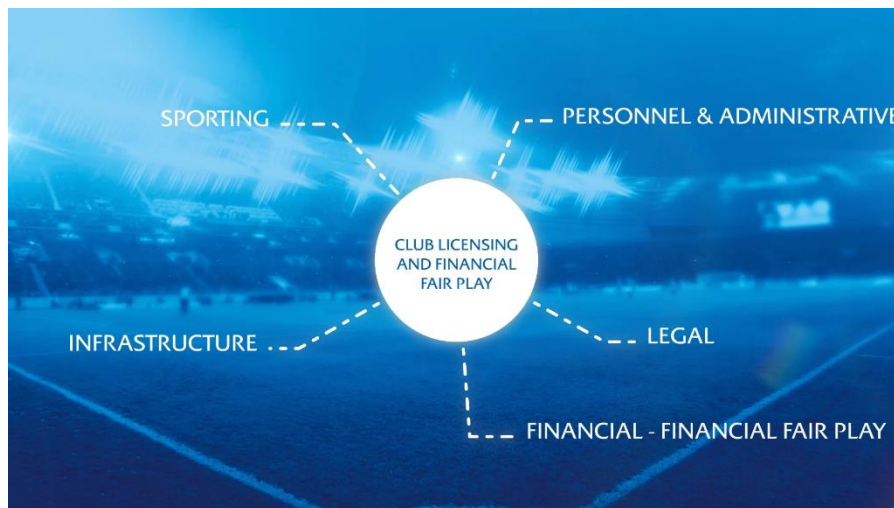 SPORTING
PERSONNEL & ADMINISTRATIVE
CLUB LICENSING
AND FINANCIAL
FAIR PLAY
INFRASTRUCTURE
LEGAL
FINANCIAL - FINANCIAL FAIR PLAY